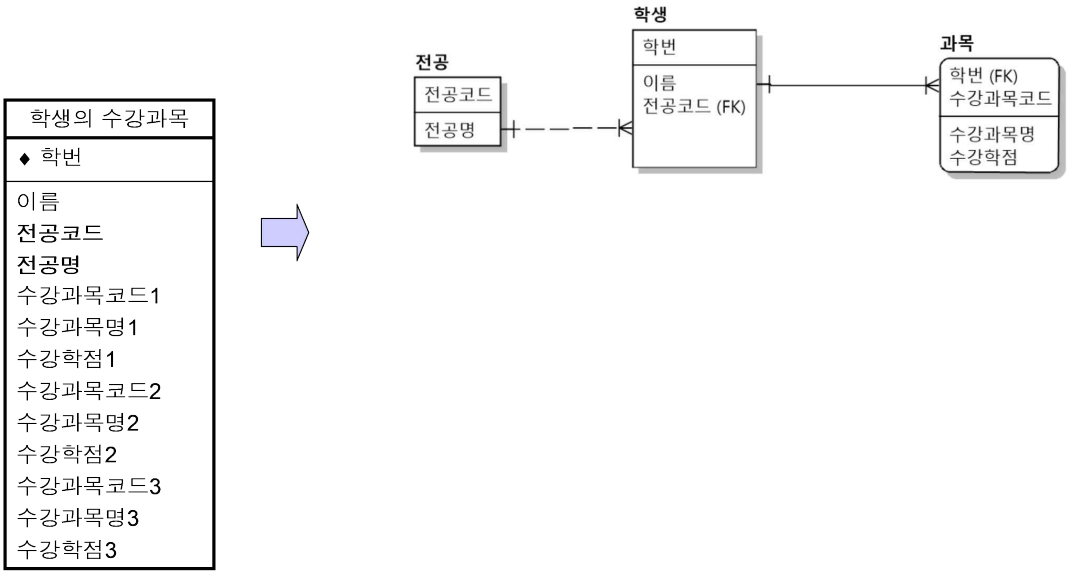 학생의 수강과목
♦ 학번
이름
전공코드
전공명
수강과목코드1
수강과목명1
수강학점1
수강과목코드2
수강과목명2
수강학점2
수강과목코드3
수강과목명3
수강학점3
전공
전공코드
전공명
학생
학번
이름
전공코드 (FK)
과목
학번 (FK)
수강과목코드
수강과목명
수강학점